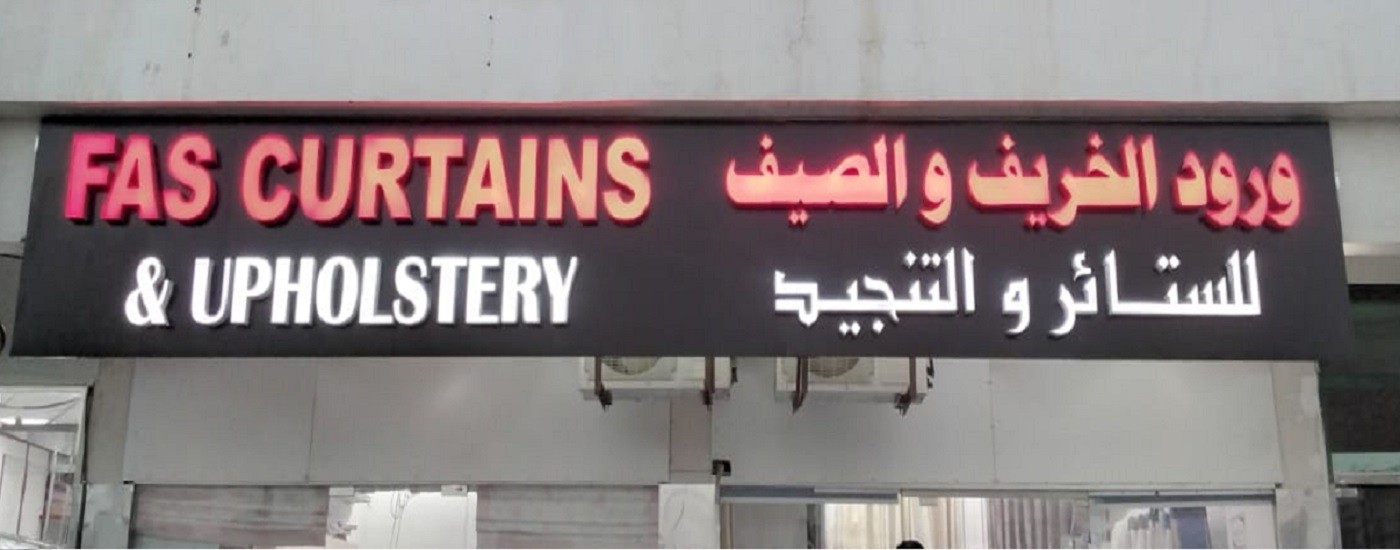 FAS CURTAINS
& UPHOLSTERY
ورود الخريف و الصيف
للستائر و التنجيد